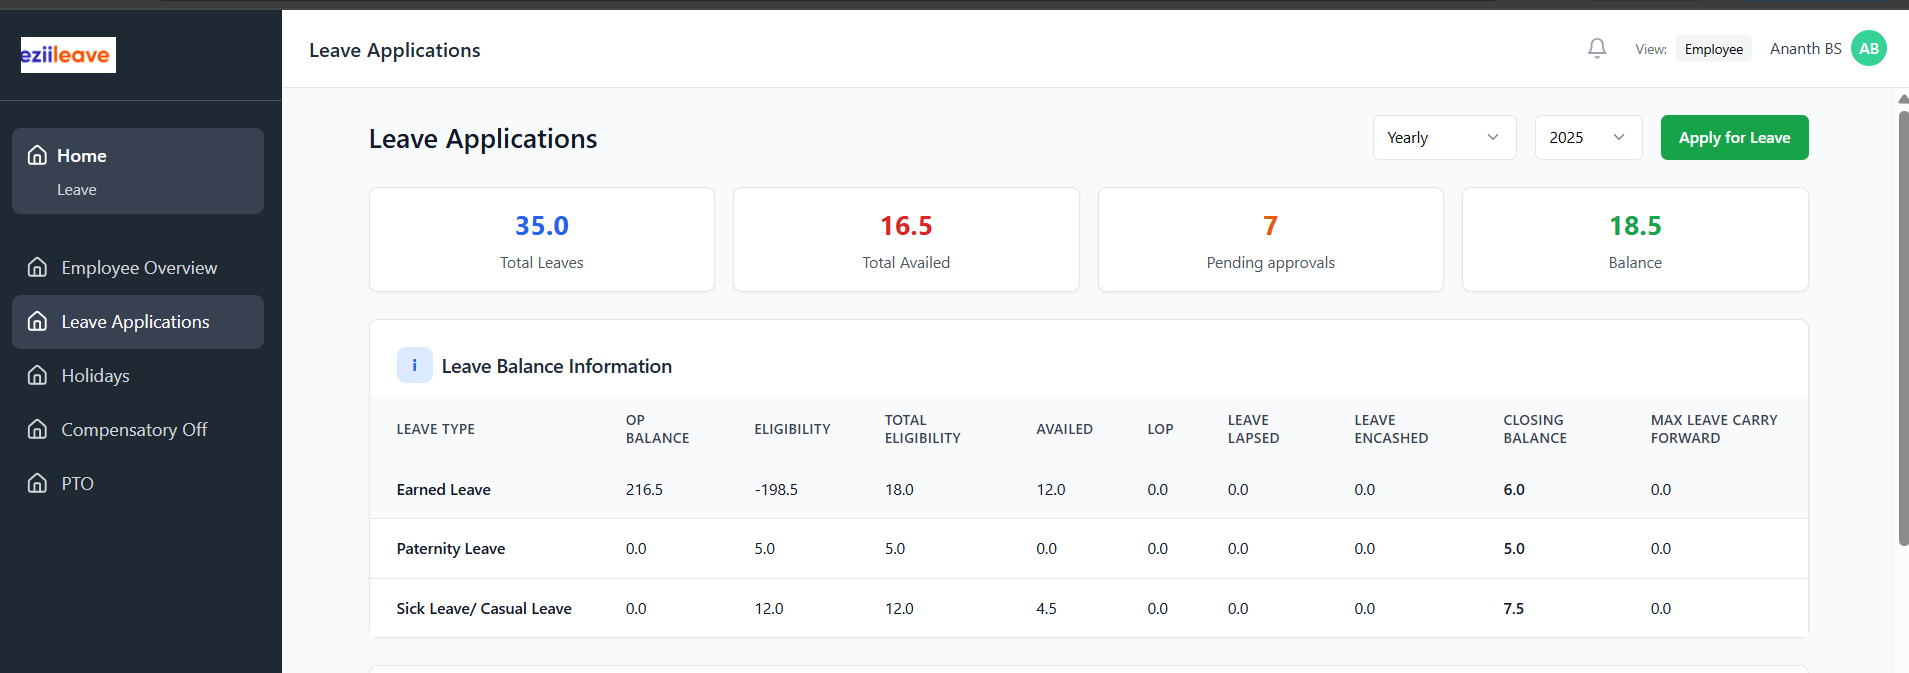 eziileave
Leave Applications
View: Employee Ananth BS AB
Home
Leave
Employee Overview
Leave Applications
Holidays
Compensatory Off
PTO
Leave Applications
Yearly 2025 Apply for Leave
35.0
Total Leaves
16.5
Total Availed
7
Pending approvals
18.5
Balance
i Leave Balance Information
LEAVE TYPE OP BALANCE ELIGIBILITY TOTAL ELIGIBILITY AVAILED LOP LEAVE LAPSED LEAVE ENCASHED CLOSING BALANCE MAX LEAVE CARRY FORWARD
Earned Leave 216.5 -198.5 18.0 12.0 0.0 0.0 0.0 6.0 0.0
Paternity Leave 0.0 5.0 5.0 0.0 0.0 0.0 0.0 5.0 0.0
Sick Leave/ Casual Leave 0.0 12.0 12.0 4.5 0.0 0.0 0.0 7.5 0.0